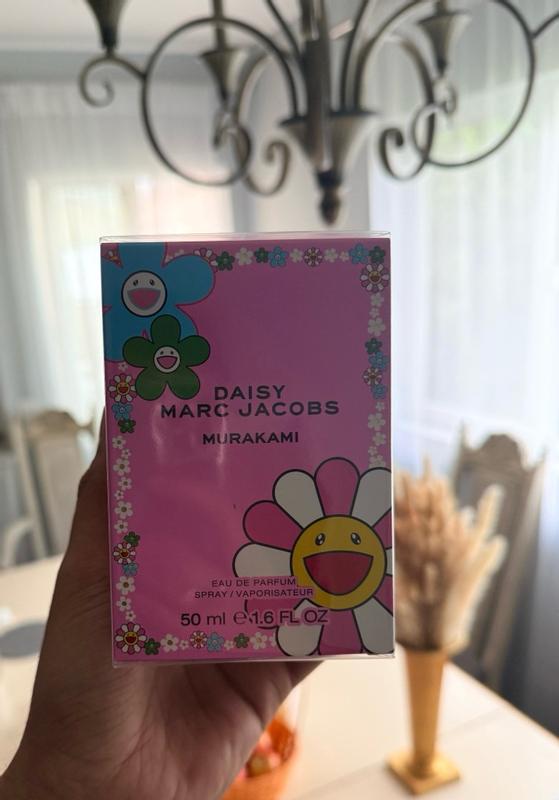 DAISY
MARC JACOBS
MURAKAMI
EAU DE PARFUM
SPRAY / VAPORISATEUR
50 ml ℮ 1.6 FL OZ